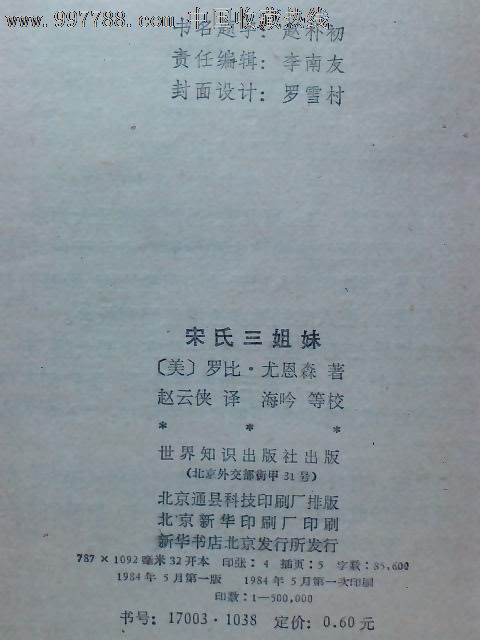 www.997788.com 中国收藏热线
书名题字：赵朴初
责任编辑：李南友
封面设计：罗雪村
宋氏三姐妹
〔美〕罗比·尤恩森 著
赵云侠 译 海吟 等校
* * *
世界知识出版社出版
（北京外交部街甲31号）
北京通县科技印刷厂排版
北京新华印刷厂印刷
新华书店北京发行所发行
787×1092毫米32开本 印张：4 插页：5 字数：85,600
1984年5月第一版 1984年5月第一次印刷
印数：1—500,000
书号：17003·1038 定价：0.60元